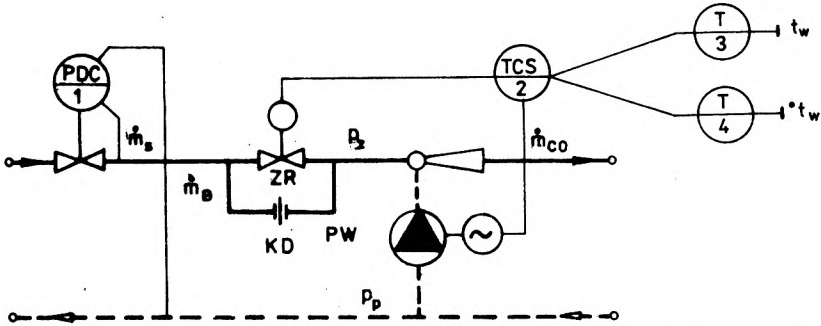 T
3
t_w
PDC
1
TCS
2
T
4
°t_w
ṁ_s
p_z
ṁ_co
ṁ_B
ZR
KD
PW
~
p_p